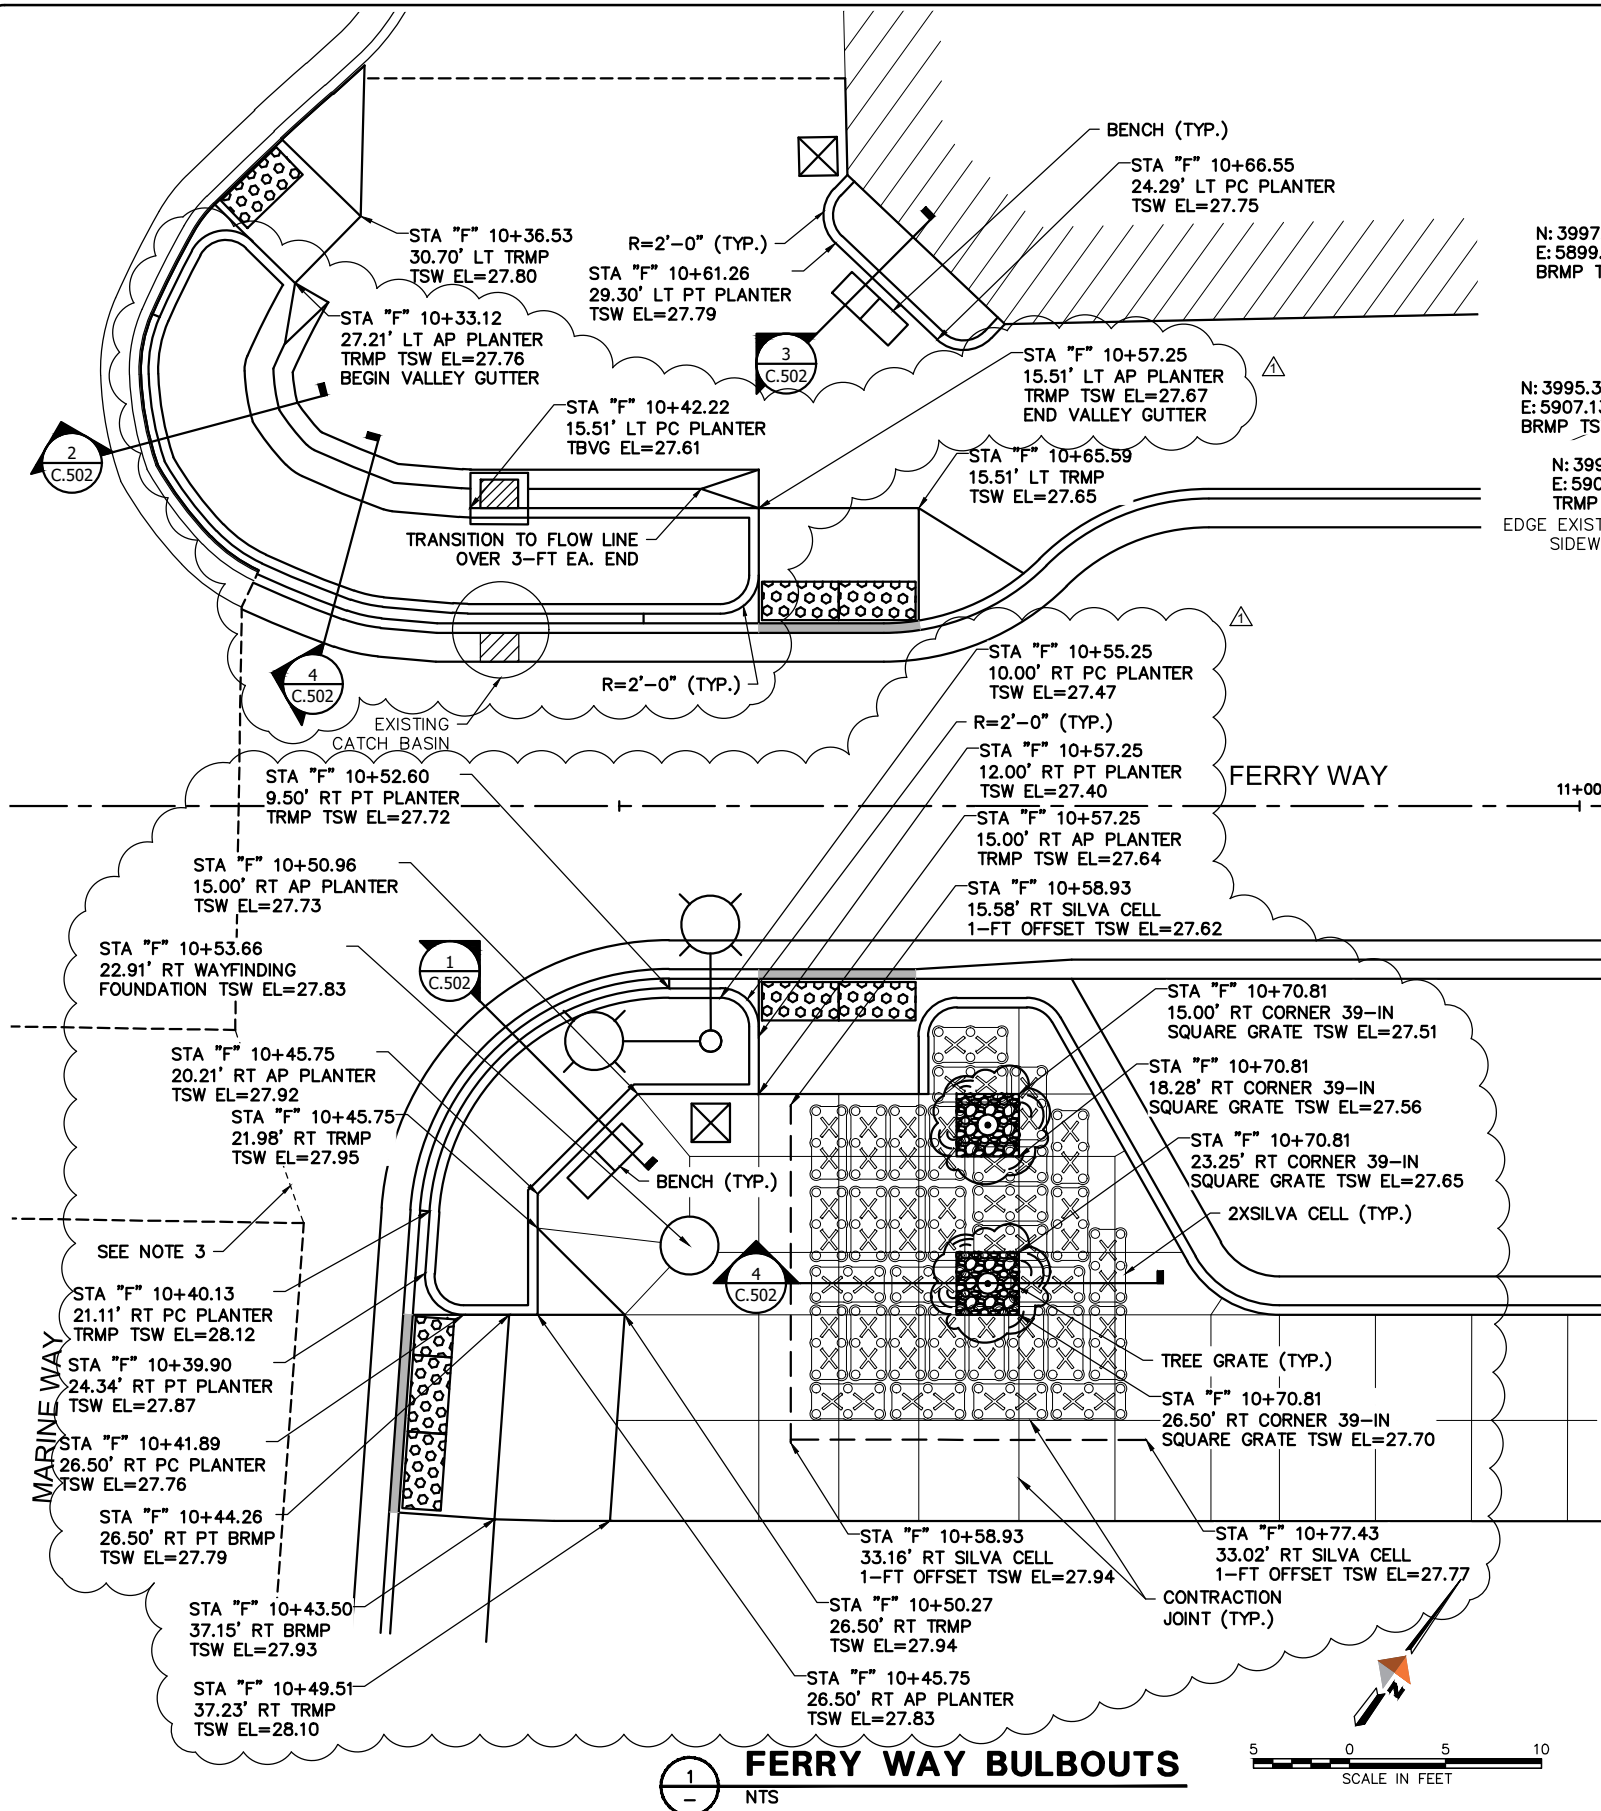 BENCH (TYP.)
STA "F" 10+66.55
24.29' LT PC PLANTER
TSW EL=27.75
STA "F" 10+36.53
30.70' LT TRMP
TSW EL=27.80
R=2'-0" (TYP.)
STA "F" 10+61.26
29.30' LT PT PLANTER
TSW EL=27.79
N: 3997
E: 5899.
BRMP T
STA "F" 10+33.12
27.21' LT AP PLANTER
TRMP TSW EL=27.76
BEGIN VALLEY GUTTER
3
C.502
STA "F" 10+57.25
15.51' LT AP PLANTER
TRMP TSW EL=27.67
END VALLEY GUTTER
1
N: 3995.3
E: 5907.13
BRMP TS
STA "F" 10+42.22
15.51' LT PC PLANTER
TBVG EL=27.61
2
C.502
STA "F" 10+65.59
15.51' LT TRMP
TSW EL=27.65
N: 399
E: 590
TRMP
EDGE EXIST
SIDEW
TRANSITION TO FLOW LINE
OVER 3-FT EA. END
1
4
C.502
R=2'-0" (TYP.)
STA "F" 10+55.25
10.00' RT PC PLANTER
TSW EL=27.47
EXISTING
CATCH BASIN
R=2'-0" (TYP.)
STA "F" 10+57.25
12.00' RT PT PLANTER
TSW EL=27.40
FERRY WAY
11+00
STA "F" 10+52.60
9.50' RT PT PLANTER
TRMP TSW EL=27.72
STA "F" 10+57.25
15.00' RT AP PLANTER
TRMP TSW EL=27.64
STA "F" 10+50.96
15.00' RT AP PLANTER
TSW EL=27.73
STA "F" 10+58.93
15.58' RT SILVA CELL
1-FT OFFSET TSW EL=27.62
STA "F" 10+53.66
22.91' RT WAYFINDING
FOUNDATION TSW EL=27.83
1
C.502
STA "F" 10+70.81
15.00' RT CORNER 39-IN
SQUARE GRATE TSW EL=27.51
STA "F" 10+45.75
20.21' RT AP PLANTER
TSW EL=27.92
STA "F" 10+70.81
18.28' RT CORNER 39-IN
SQUARE GRATE TSW EL=27.56
STA "F" 10+45.75
21.98' RT TRMP
TSW EL=27.95
STA "F" 10+70.81
23.25' RT CORNER 39-IN
SQUARE GRATE TSW EL=27.65
BENCH (TYP.)
2XSILVA CELL (TYP.)
SEE NOTE 3
4
C.502
STA "F" 10+40.13
21.11' RT PC PLANTER
TRMP TSW EL=28.12
MARINE WAY
STA "F" 10+39.90
24.34' RT PT PLANTER
TSW EL=27.87
TREE GRATE (TYP.)
STA "F" 10+70.81
26.50' RT CORNER 39-IN
SQUARE GRATE TSW EL=27.70
STA "F" 10+41.89
26.50' RT PC PLANTER
TSW EL=27.76
STA "F" 10+44.26
26.50' RT PT BRMP
TSW EL=27.79
STA "F" 10+58.93
33.16' RT SILVA CELL
1-FT OFFSET TSW EL=27.94
STA "F" 10+77.43
33.02' RT SILVA CELL
1-FT OFFSET TSW EL=27.77
CONTRACTION
JOINT (TYP.)
STA "F" 10+43.50
37.15' RT BRMP
TSW EL=27.93
STA "F" 10+50.27
26.50' RT TRMP
TSW EL=27.94
STA "F" 10+49.51
37.23' RT TRMP
TSW EL=28.10
STA "F" 10+45.75
26.50' RT AP PLANTER
TSW EL=27.83
N
1
–
FERRY WAY BULBOUTS
NTS
5 0 5 10
SCALE IN FEET